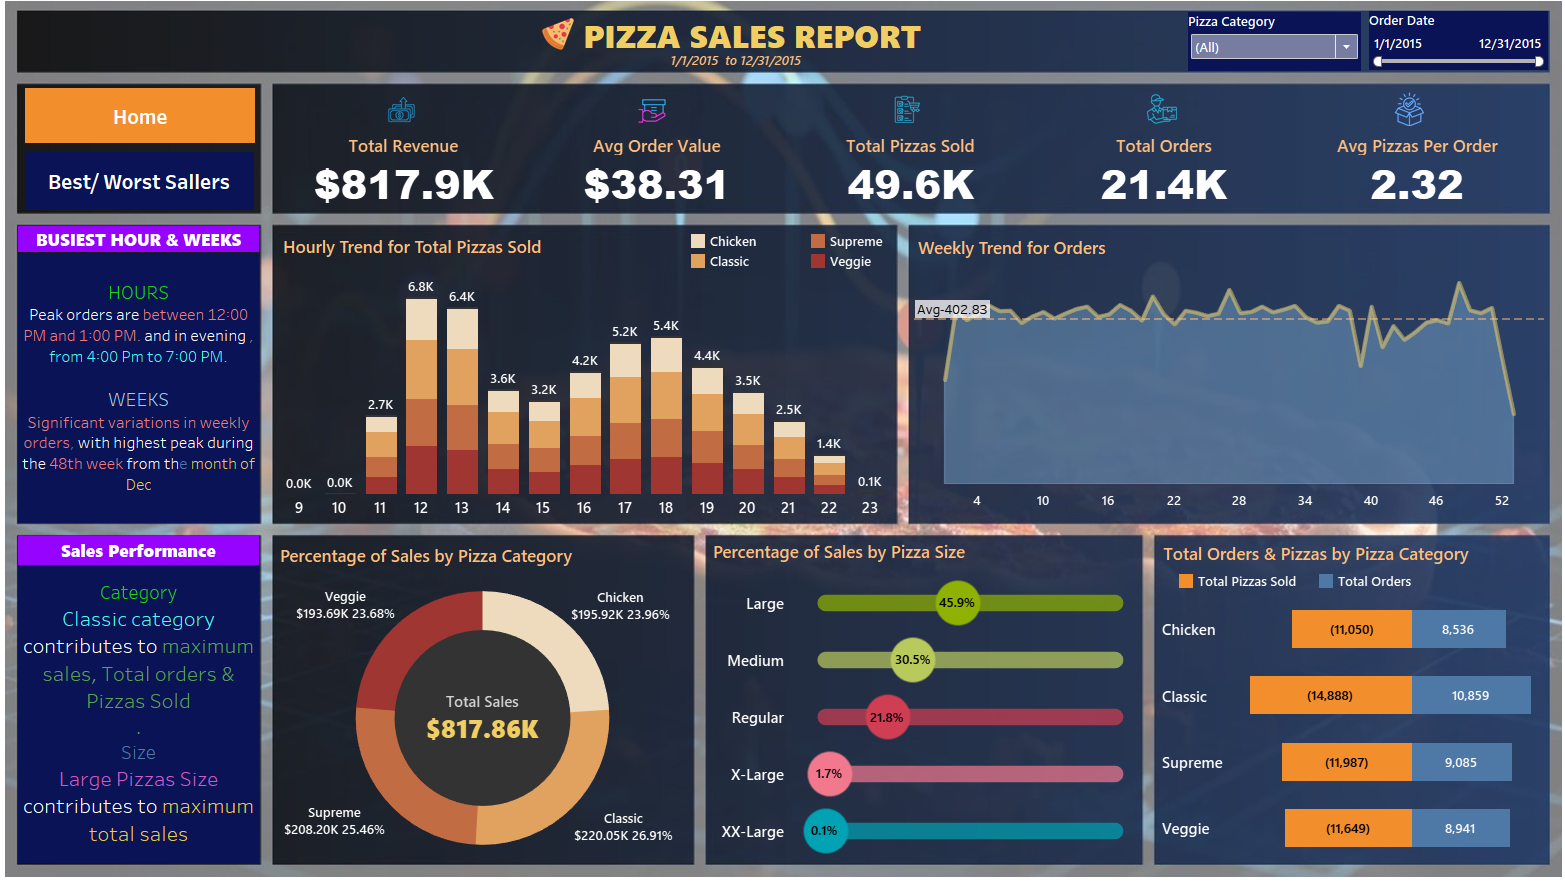 PIZZA SALES REPORT
1/1/2015 to 12/31/2015
Pizza Category
(All)
Order Date
1/1/2015 12/31/2015
Home
Best/ Worst Sallers
Total Revenue
$817.9K
Avg Order Value
$38.31
Total Pizzas Sold
49.6K
Total Orders
21.4K
Avg Pizzas Per Order
2.32
BUSIEST HOUR & WEEKS
HOURS
Peak orders are between 12:00
PM and 1:00 PM. and in evening ,
from 4:00 Pm to 7:00 PM.
WEEKS
Significant variations in weekly
orders, with highest peak during
the 48th week from the month of
Dec
Hourly Trend for Total Pizzas Sold
Chicken Supreme
Classic Veggie
0.0K 0.0K 2.7K 6.8K 6.4K 3.6K 3.2K 4.2K 5.2K 5.4K 4.4K 3.5K 2.5K 1.4K 0.1K
9 10 11 12 13 14 15 16 17 18 19 20 21 22 23
Weekly Trend for Orders
Avg-402.83
4 10 16 22 28 34 40 46 52
Sales Performance
Category
Classic category
contributes to maximum
sales, Total orders &
Pizzas Sold
.
Size
Large Pizzas Size
contributes to maximum
total sales
Percentage of Sales by Pizza Category
Veggie
$193.69K 23.68%
Chicken
$195.92K 23.96%
Total Sales
$817.86K
Supreme
$208.20K 25.46%
Classic
$220.05K 26.91%
Percentage of Sales by Pizza Size
Large 45.9%
Medium 30.5%
Regular 21.8%
X-Large 1.7%
XX-Large 0.1%
Total Orders & Pizzas by Pizza Category
Total Pizzas Sold Total Orders
Chicken (11,050) 8,536
Classic (14,888) 10,859
Supreme (11,987) 9,085
Veggie (11,649) 8,941